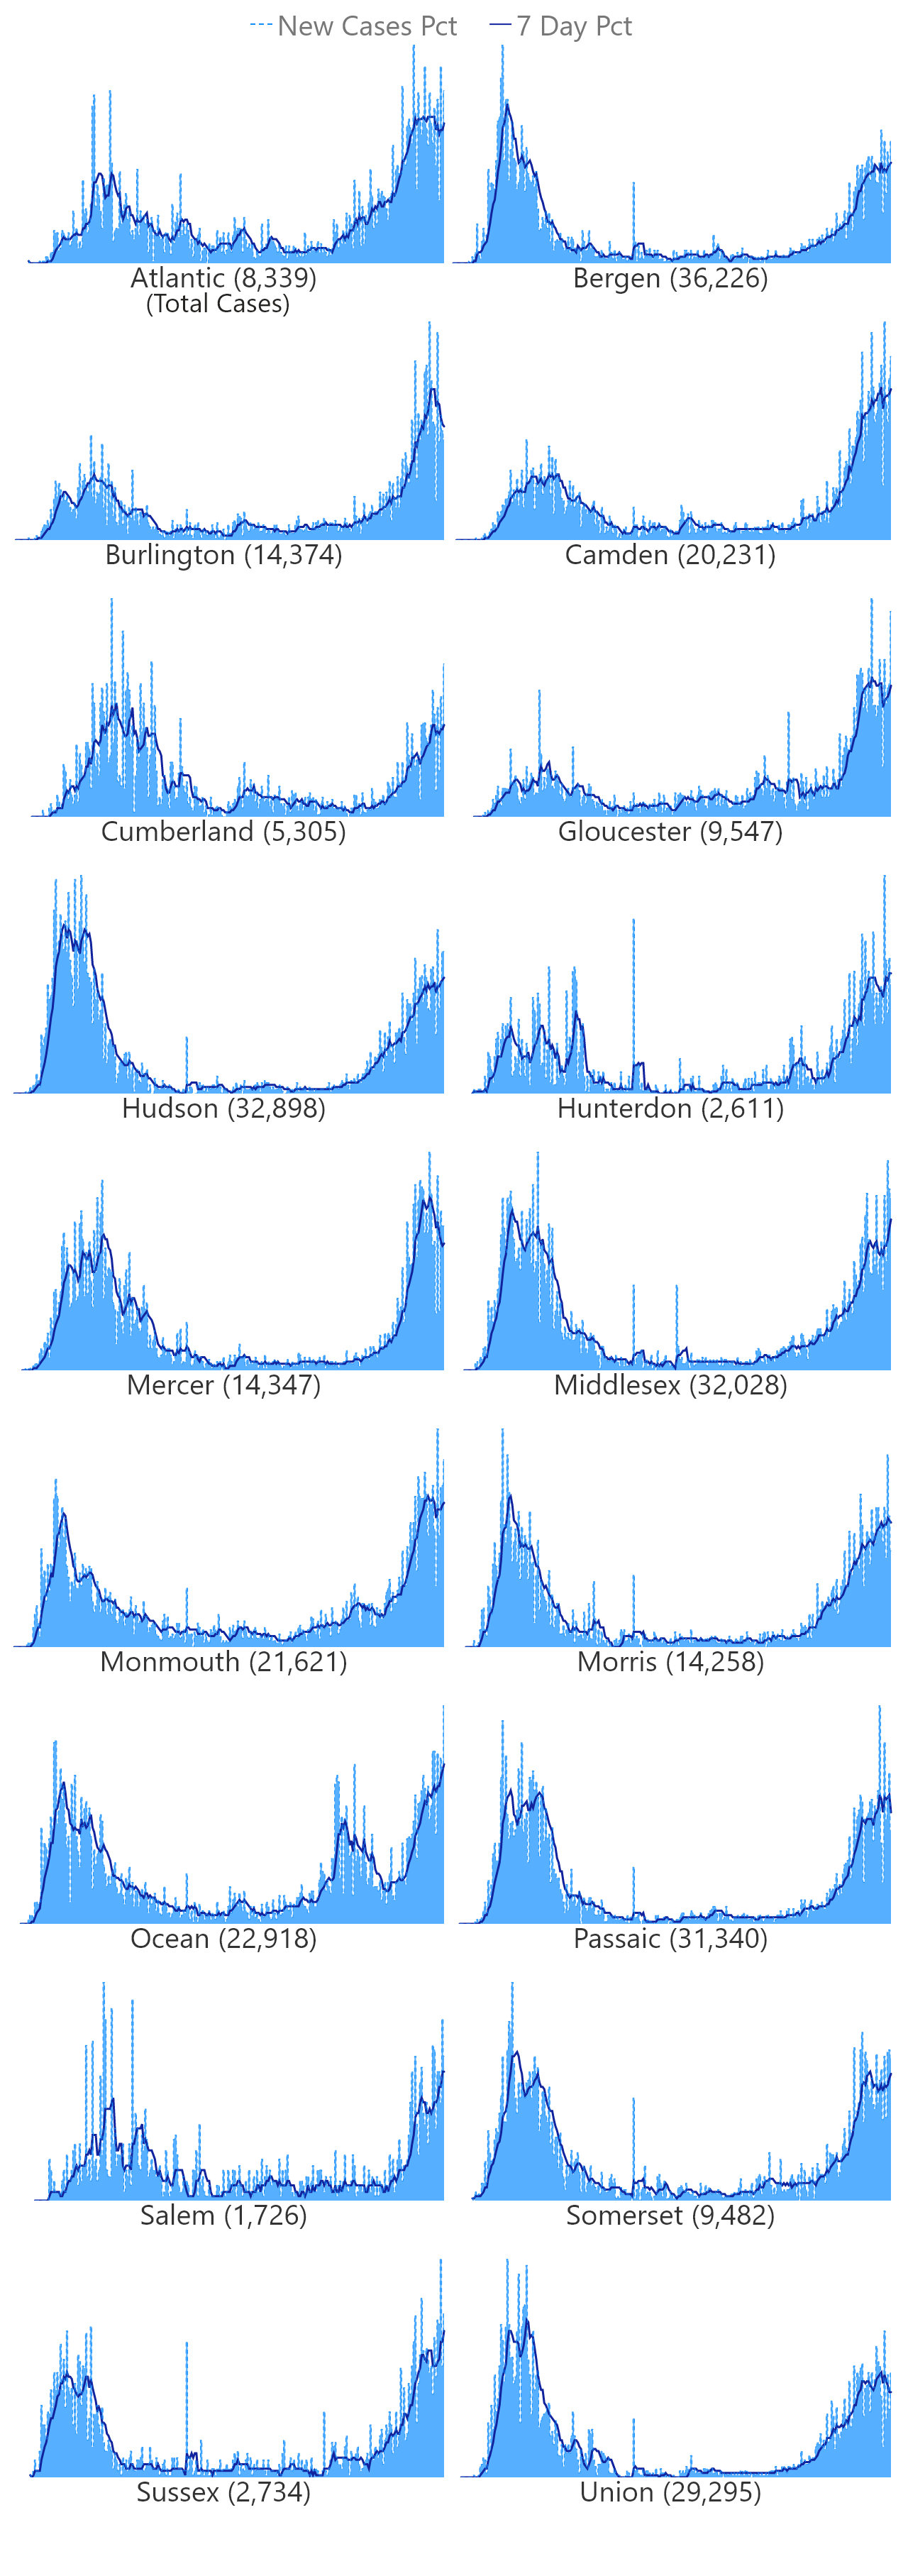 New Cases Pct 7 Day Pct
Atlantic (8,339)
(Total Cases)
Bergen (36,226)
Burlington (14,374)
Camden (20,231)
Cumberland (5,305)
Gloucester (9,547)
Hudson (32,898)
Hunterdon (2,611)
Mercer (14,347)
Middlesex (32,028)
Monmouth (21,621)
Morris (14,258)
Ocean (22,918)
Passaic (31,340)
Salem (1,726)
Somerset (9,482)
Sussex (2,734)
Union (29,295)